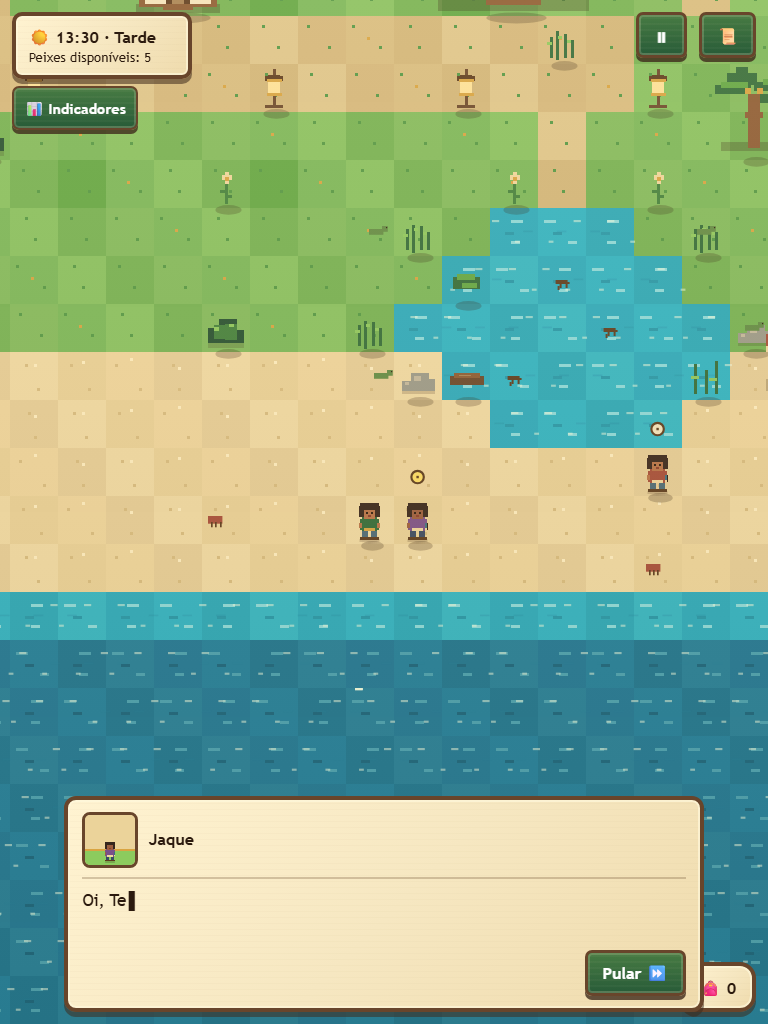 13:30 · Tarde
Peixes disponíveis: 5
Indicadores
Jaque
Oi, Te
Pular
0